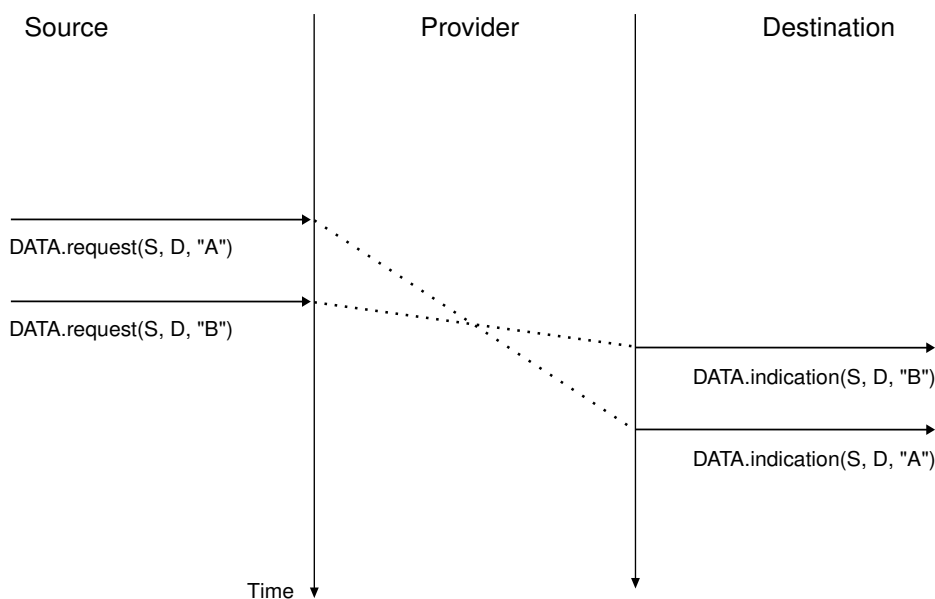 Source
Provider
Destination
DATA.request(S, D, "A")
DATA.request(S, D, "B")
DATA.indication(S, D, "B")
DATA.indication(S, D, "A")
Time